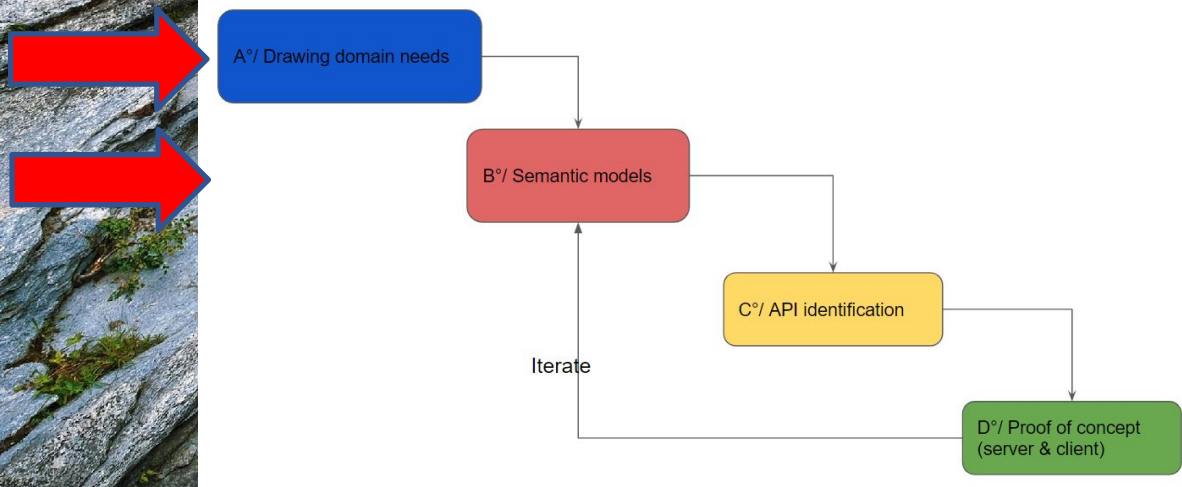 A°/ Drawing domain needs
B°/ Semantic models
C°/ API identification
Iterate
D°/ Proof of concept
(server & client)